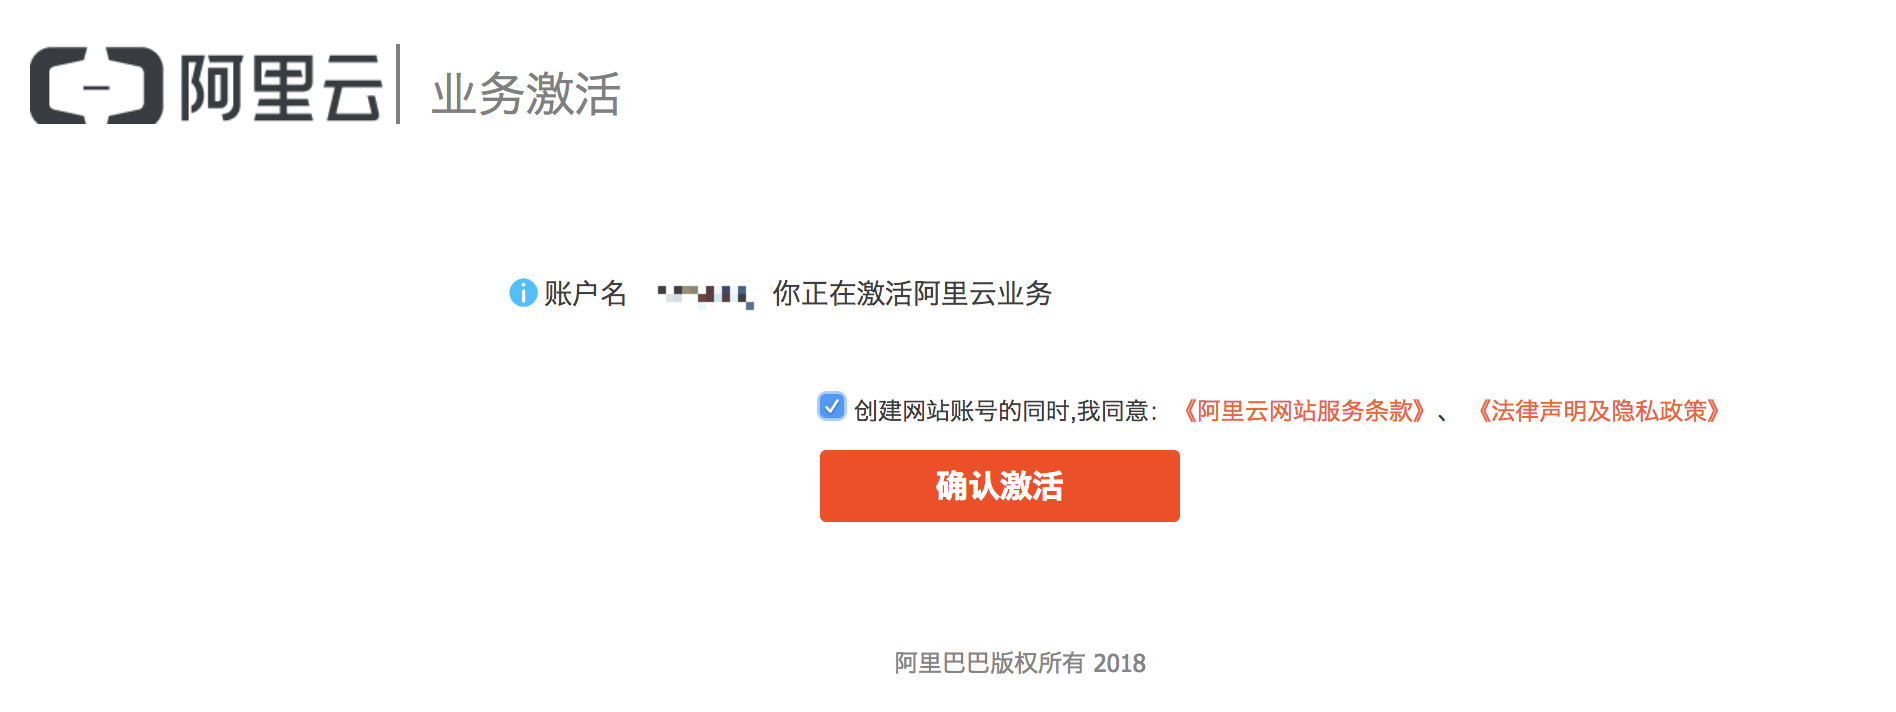 阿里云 业务激活
账户名 你正在激活阿里云业务
创建网站账号的同时,我同意：《阿里云网站服务条款》、《法律声明及隐私政策》
确认激活
阿里巴巴版权所有 2018